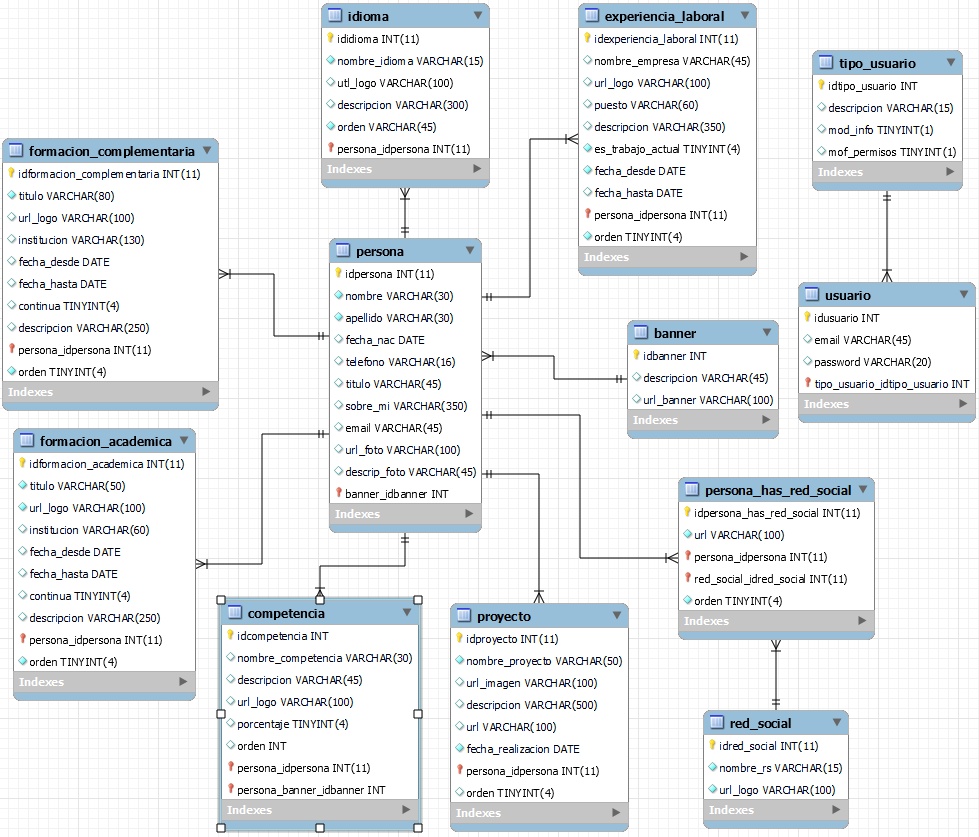 idioma
ididioma INT(11)
nombre_idioma VARCHAR(15)
utl_logo VARCHAR(100)
descripcion VARCHAR(300)
orden VARCHAR(45)
persona_idpersona INT(11)
Indexes
experiencia_laboral
idexperiencia_laboral INT(11)
nombre_empresa VARCHAR(45)
url_logo VARCHAR(100)
puesto VARCHAR(60)
descripcion VARCHAR(350)
es_trabajo_actual TINYINT(4)
fecha_desde DATE
fecha_hasta DATE
persona_idpersona INT(11)
orden TINYINT(4)
Indexes
tipo_usuario
idtipo_usuario INT
descripcion VARCHAR(15)
mod_info TINYINT(1)
mof_permisos TINYINT(1)
Indexes
formacion_complementaria
idformacion_complementaria INT(11)
titulo VARCHAR(80)
url_logo VARCHAR(100)
institucion VARCHAR(130)
fecha_desde DATE
fecha_hasta DATE
continua TINYINT(4)
descripcion VARCHAR(250)
persona_idpersona INT(11)
orden TINYINT(4)
Indexes
persona
idpersona INT(11)
nombre VARCHAR(30)
apellido VARCHAR(30)
fecha_nac DATE
telefono VARCHAR(16)
titulo VARCHAR(45)
sobre_mi VARCHAR(350)
email VARCHAR(45)
url_foto VARCHAR(100)
descrip_foto VARCHAR(45)
banner_idbanner INT
Indexes
banner
idbanner INT
descripcion VARCHAR(45)
url_banner VARCHAR(100)
Indexes
usuario
idusuario INT
email VARCHAR(45)
password VARCHAR(20)
tipo_usuario_idtipo_usuario INT
Indexes
formacion_academica
idformacion_academica INT(11)
titulo VARCHAR(50)
url_logo VARCHAR(100)
institucion VARCHAR(60)
fecha_desde DATE
fecha_hasta DATE
continua TINYINT(4)
descripcion VARCHAR(250)
persona_idpersona INT(11)
orden TINYINT(4)
Indexes
persona_has_red_social
idpersona_has_red_social INT(11)
url VARCHAR(100)
persona_idpersona INT(11)
red_social_idred_social INT(11)
orden TINYINT(4)
Indexes
competencia
idcompetencia INT
nombre_competencia VARCHAR(30)
descripcion VARCHAR(45)
url_logo VARCHAR(100)
porcentaje TINYINT(4)
orden INT
persona_idpersona INT(11)
persona_banner_idbanner INT
Indexes
proyecto
idproyecto INT(11)
nombre_proyecto VARCHAR(50)
url_imagen VARCHAR(100)
descripcion VARCHAR(500)
url VARCHAR(100)
fecha_realizacion DATE
persona_idpersona INT(11)
orden TINYINT(4)
Indexes
red_social
idred_social INT(11)
nombre_rs VARCHAR(15)
url_logo VARCHAR(100)
Indexes